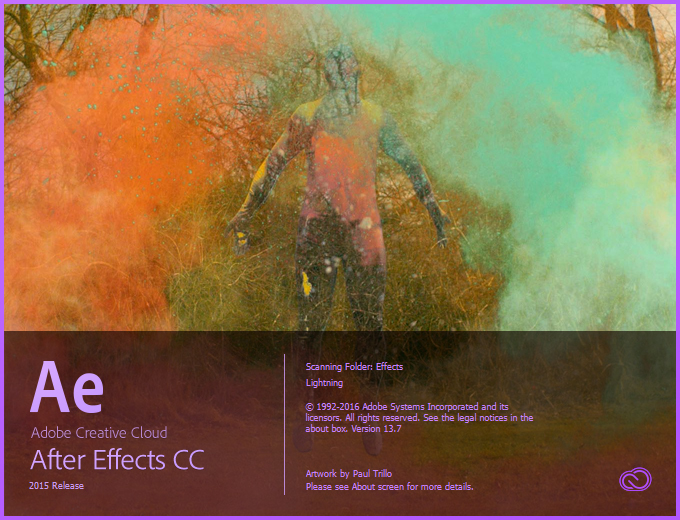 Ae
Adobe Creative Cloud
After Effects CC
2015 Release
Scanning Folder: Effects
Lightning
© 1992-2016 Adobe Systems Incorporated and its
licensors. All rights reserved. See the legal notices in the
about box. Version 13.7
Artwork by Paul Trillo
Please see About screen for more details.